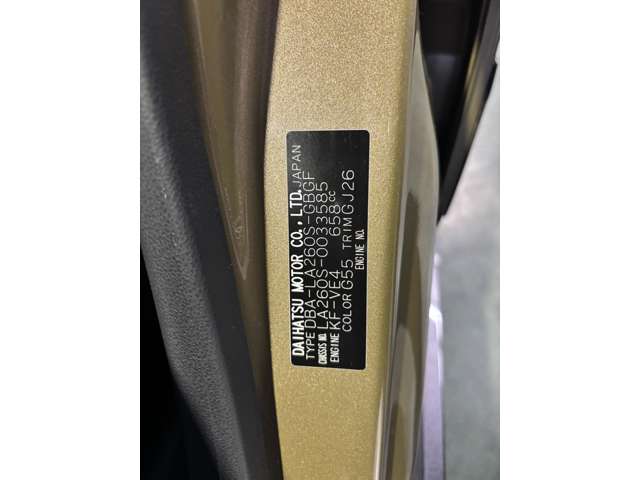 DAIHATSU MOTOR CO., LTD. JAPAN
TYPE DBA-LA260S-GBGF
CHASSIS NO. LA260S-0033585
ENGINE KF-VE4 658cc
COLOR G55 TRIM GJ26
ENGINE NO.